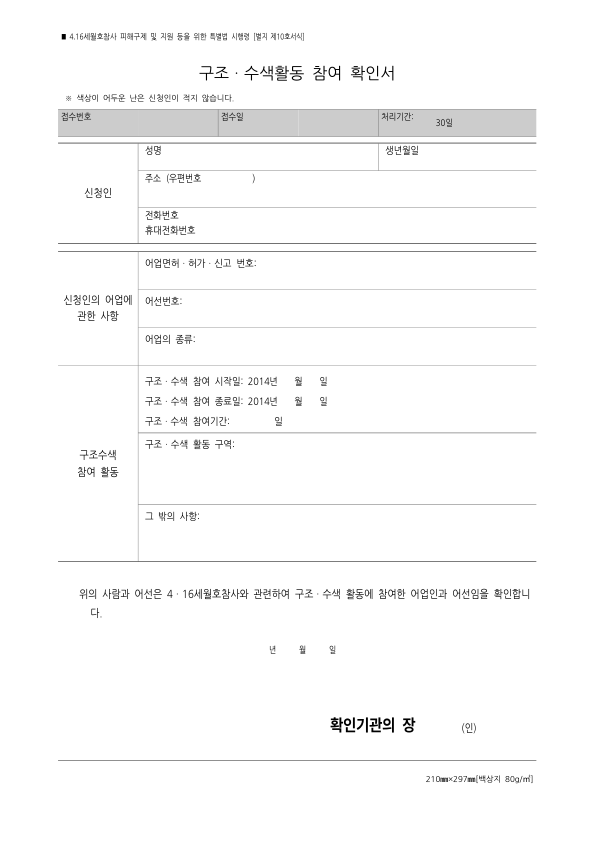 ■ 4.16세월호참사 피해구제 및 지원 등을 위한 특별법 시행령 [별지 제10호서식]
구조ㆍ수색활동 참여 확인서
※ 색상이 어두운 난은 신청인이 적지 않습니다.
접수번호 접수일 처리기간: 30일
신청인
성명 생년월일
주소 (우편번호 )
전화번호
휴대전화번호
신청인의 어업에
관한 사항
어업면허ㆍ허가ㆍ신고 번호:
어선번호:
어업의 종류:
구조수색
참여 활동
구조ㆍ수색 참여 시작일: 2014년 월 일
구조ㆍ수색 참여 종료일: 2014년 월 일
구조ㆍ수색 참여기간: 일
구조ㆍ수색 활동 구역:
그 밖의 사항:
위의 사람과 어선은 4ㆍ16세월호참사와 관련하여 구조ㆍ수색 활동에 참여한 어업인과 어선임을 확인합니
다.
년 월 일
확인기관의 장 (인)
210㎜×297㎜[백상지 80g/㎡]